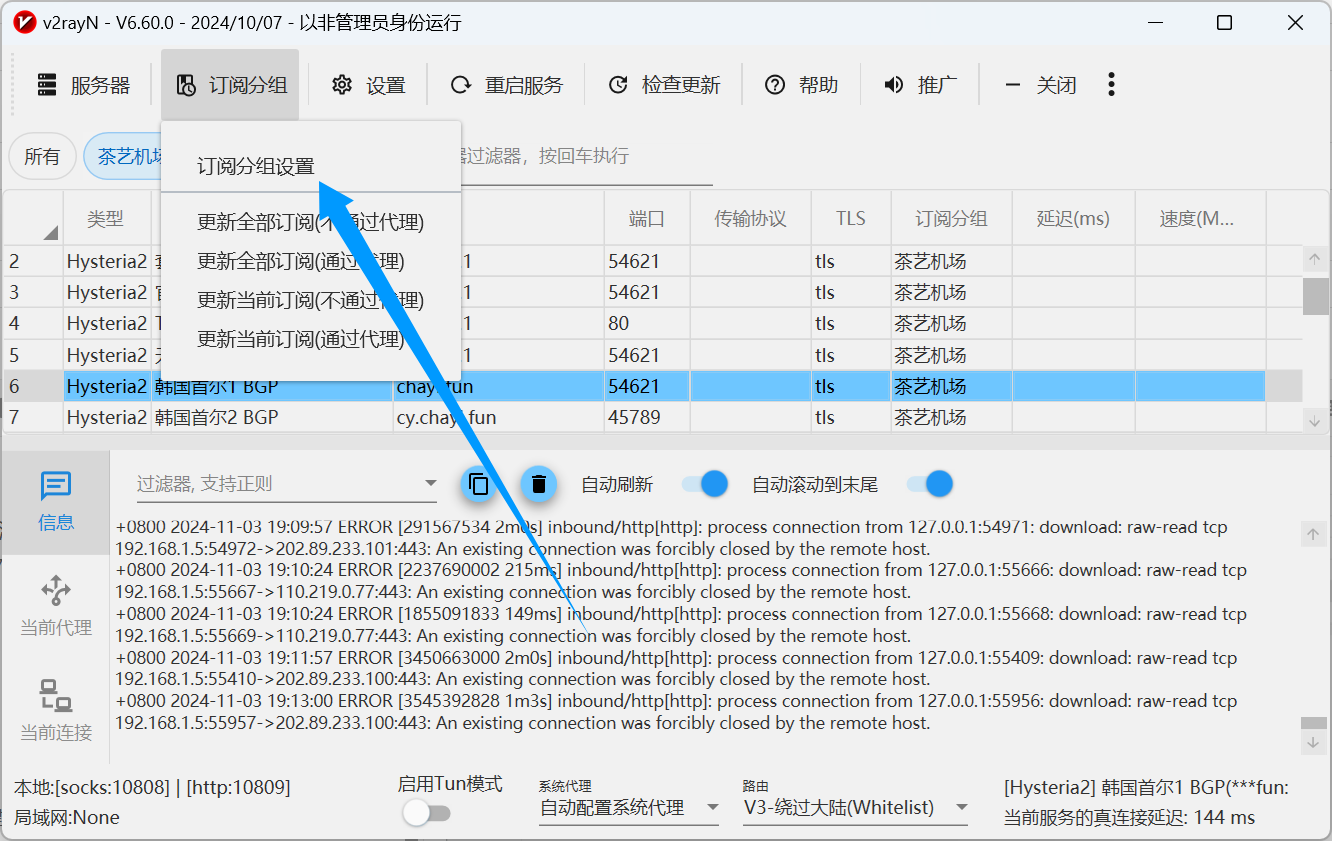 v2rayN - V6.60.0 - 2024/10/07 - 以非管理员身份运行
服务器 订阅分组 设置 重启服务 检查更新 帮助 推广 关闭
所有 茶艺机场 过滤器，按回车执行
订阅分组设置
更新全部订阅(不通过代理)
更新全部订阅(通过代理)
更新当前订阅(不通过代理)
更新当前订阅(通过代理)
类型 端口 传输协议 TLS 订阅分组 延迟(ms) 速度(M...
2 Hysteria2 1 54621 tls 茶艺机场
3 Hysteria2 1 54621 tls 茶艺机场
4 Hysteria2 1 80 tls 茶艺机场
5 Hysteria2 1 54621 tls 茶艺机场
6 Hysteria2 韩国首尔1 BGP 54621 tls 茶艺机场
7 Hysteria2 韩国首尔2 BGP 45789 tls 茶艺机场
信息
当前代理
当前连接
过滤器, 支持正则 自动刷新 自动滚动到末尾
+0800 2024-11-03 19:09:57 ERROR [291567534 2m0s] inbound/http[http]: process connection from 127.0.0.1:54971: download: raw-read tcp
192.168.1.5:54972->202.89.233.101:443: An existing connection was forcibly closed by the remote host.
+0800 2024-11-03 19:10:24 ERROR [2237690002 215ms] inbound/http[http]: process connection from 127.0.0.1:55666: download: raw-read tcp
192.168.1.5:55667->110.219.0.77:443: An existing connection was forcibly closed by the remote host.
+0800 2024-11-03 19:10:24 ERROR [1855091833 149ms] inbound/http[http]: process connection from 127.0.0.1:55668: download: raw-read tcp
192.168.1.5:55669->110.219.0.77:443: An existing connection was forcibly closed by the remote host.
+0800 2024-11-03 19:11:57 ERROR [3450663000 2m0s] inbound/http[http]: process connection from 127.0.0.1:55409: download: raw-read tcp
192.168.1.5:55410->202.89.233.100:443: An existing connection was forcibly closed by the remote host.
+0800 2024-11-03 19:13:00 ERROR [3545392828 1m3s] inbound/http[http]: process connection from 127.0.0.1:55956: download: raw-read tcp
192.168.1.5:55957->202.89.233.100:443: An existing connection was forcibly closed by the remote host.
本地:[socks:10808] | [http:10809]
局域网:None
启用Tun模式
系统代理
自动配置系统代理
路由
V3-绕过大陆(Whitelist)
[Hysteria2] 韩国首尔1 BGP(***fun:
当前服务的真连接延迟: 144 ms